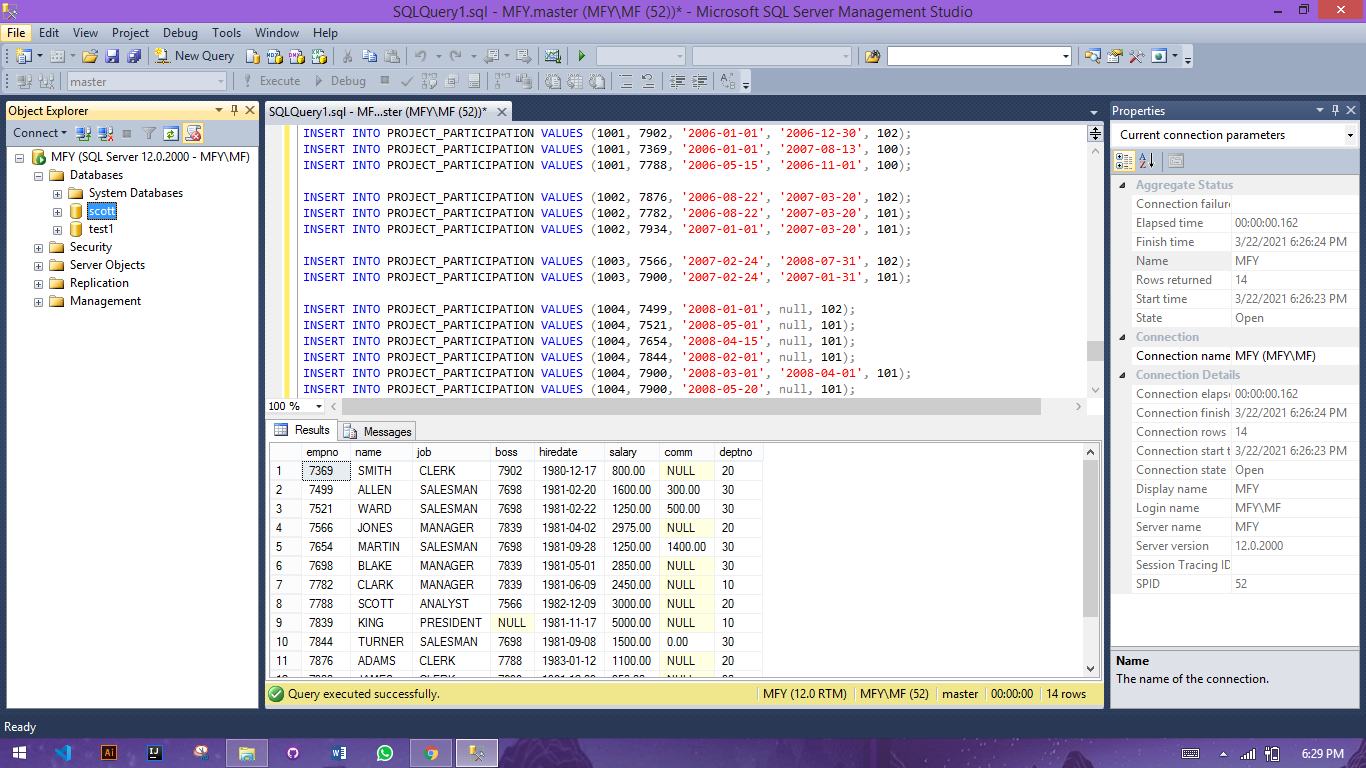 SQLQuery1.sql - MFY.master (MFY\MF (52))* - Microsoft SQL Server Management Studio
File Edit View Project Debug Tools Window Help
New Query
master Execute Debug
Object Explorer
Connect
MFY (SQL Server 12.0.2000 - MFY\MF)
Databases
System Databases
scott
test1
Security
Server Objects
Replication
Management
SQLQuery1.sql - MF...ster (MFY\MF (52))*
INSERT INTO PROJECT_PARTICIPATION VALUES (1001, 7902, '2006-01-01', '2006-12-30', 102);
INSERT INTO PROJECT_PARTICIPATION VALUES (1001, 7369, '2006-01-01', '2007-08-13', 100);
INSERT INTO PROJECT_PARTICIPATION VALUES (1001, 7788, '2006-05-15', '2006-11-01', 100);
INSERT INTO PROJECT_PARTICIPATION VALUES (1002, 7876, '2006-08-22', '2007-03-20', 102);
INSERT INTO PROJECT_PARTICIPATION VALUES (1002, 7782, '2006-08-22', '2007-03-20', 101);
INSERT INTO PROJECT_PARTICIPATION VALUES (1002, 7934, '2007-01-01', '2007-03-20', 101);
INSERT INTO PROJECT_PARTICIPATION VALUES (1003, 7566, '2007-02-24', '2008-07-31', 102);
INSERT INTO PROJECT_PARTICIPATION VALUES (1003, 7900, '2007-02-24', '2007-01-31', 101);
INSERT INTO PROJECT_PARTICIPATION VALUES (1004, 7499, '2008-01-01', null, 102);
INSERT INTO PROJECT_PARTICIPATION VALUES (1004, 7521, '2008-05-01', null, 101);
INSERT INTO PROJECT_PARTICIPATION VALUES (1004, 7654, '2008-04-15', null, 101);
INSERT INTO PROJECT_PARTICIPATION VALUES (1004, 7844, '2008-02-01', null, 101);
INSERT INTO PROJECT_PARTICIPATION VALUES (1004, 7900, '2008-03-01', '2008-04-01', 101);
INSERT INTO PROJECT_PARTICIPATION VALUES (1004, 7900, '2008-05-20', null, 101);
100 %
Results Messages
empno name job boss hiredate salary comm deptno
1 7369 SMITH CLERK 7902 1980-12-17 800.00 NULL 20
2 7499 ALLEN SALESMAN 7698 1981-02-20 1600.00 300.00 30
3 7521 WARD SALESMAN 7698 1981-02-22 1250.00 500.00 30
4 7566 JONES MANAGER 7839 1981-04-02 2975.00 NULL 20
5 7654 MARTIN SALESMAN 7698 1981-09-28 1250.00 1400.00 30
6 7698 BLAKE MANAGER 7839 1981-05-01 2850.00 NULL 30
7 7782 CLARK MANAGER 7839 1981-06-09 2450.00 NULL 10
8 7788 SCOTT ANALYST 7566 1982-12-09 3000.00 NULL 20
9 7839 KING PRESIDENT NULL 1981-11-17 5000.00 NULL 10
10 7844 TURNER SALESMAN 7698 1981-09-08 1500.00 0.00 30
11 7876 ADAMS CLERK 7788 1983-01-12 1100.00 NULL 20
Query executed successfully. MFY (12.0 RTM) MFY\MF (52) master 00:00:00 14 rows
Properties
Current connection parameters
Aggregate Status
Connection failure
Elapsed time 00:00:00.162
Finish time 3/22/2021 6:26:24 PM
Name MFY
Rows returned 14
Start time 3/22/2021 6:26:23 PM
State Open
Connection
Connection name MFY (MFY\MF)
Connection Details
Connection elapse 00:00:00.162
Connection finish 3/22/2021 6:26:24 PM
Connection rows 14
Connection start t 3/22/2021 6:26:23 PM
Connection state Open
Display name MFY
Login name MFY\MF
Server name MFY
Server version 12.0.2000
Session Tracing ID
SPID 52
Name
The name of the connection.
Ready
6:29 PM